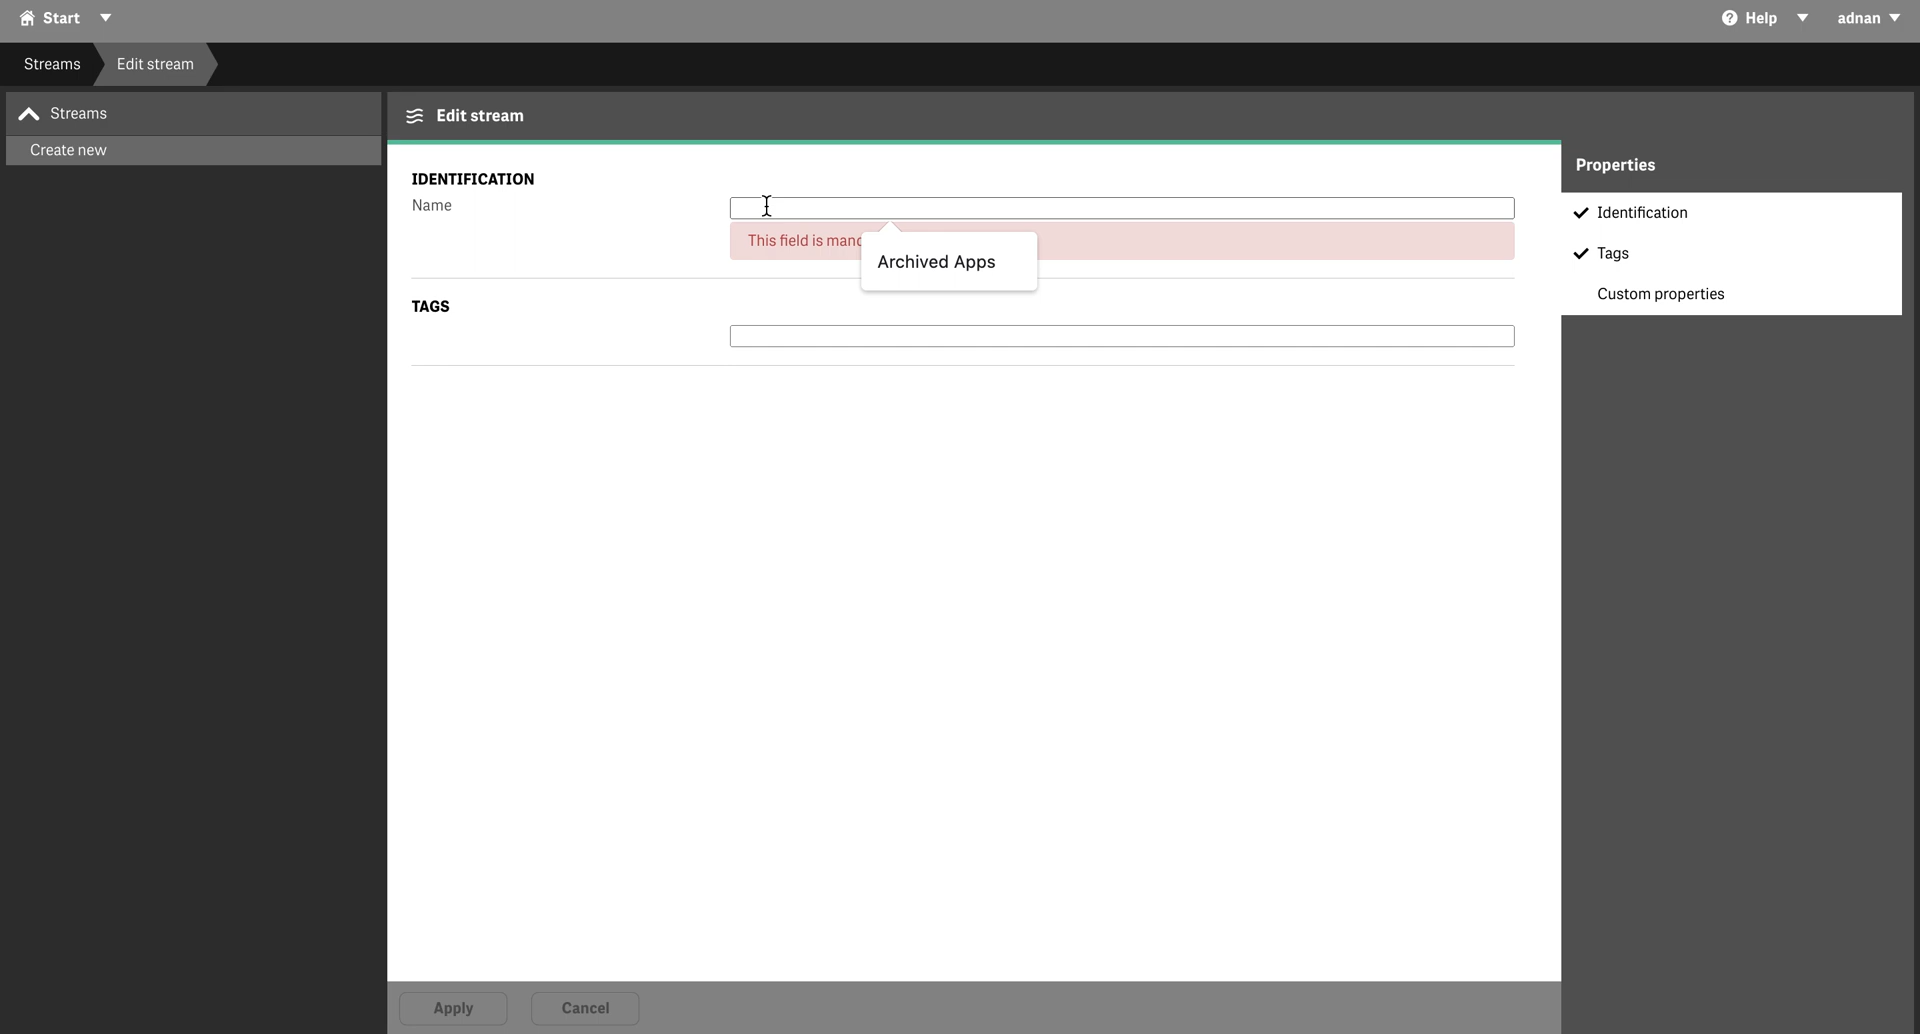 Start
Help
adnan
Streams
Edit stream
Streams
Create new
Edit stream
IDENTIFICATION
Name
This field is
Archived Apps
TAGS
Properties
Identification
Tags
Custom properties
Apply
Cancel